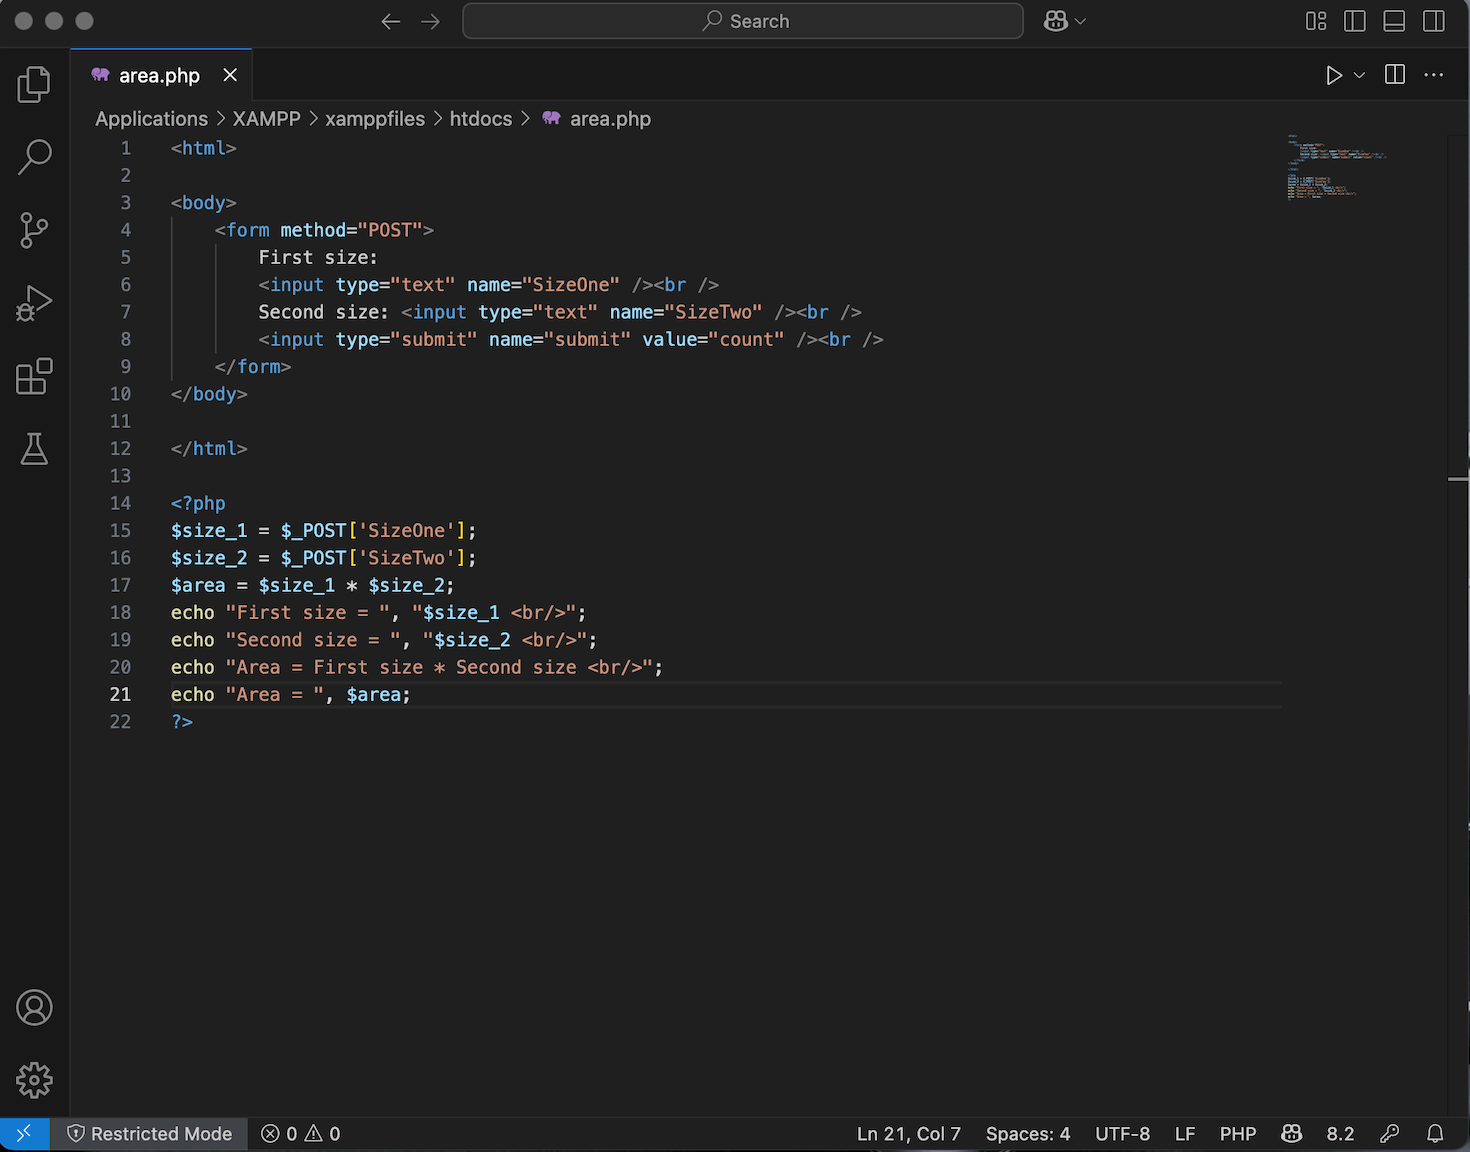 Search
area.php
Applications > XAMPP > xamppfiles > htdocs > area.php
1 <html>
2
3 <body>
4 <form method="POST">
5 First size:
6 <input type="text" name="SizeOne" /><br />
7 Second size: <input type="text" name="SizeTwo" /><br />
8 <input type="submit" name="submit" value="count" /><br />
9 </form>
10 </body>
11
12 </html>
13
14 <?php
15 $size_1 = $_POST['SizeOne'];
16 $size_2 = $_POST['SizeTwo'];
17 $area = $size_1 * $size_2;
18 echo "First size = ", "$size_1 <br/>";
19 echo "Second size = ", "$size_2 <br/>";
20 echo "Area = First size * Second size <br/>";
21 echo "Area = ", $area;
22 ?>
Restricted Mode 0 0 Ln 21, Col 7 Spaces: 4 UTF-8 LF PHP 8.2